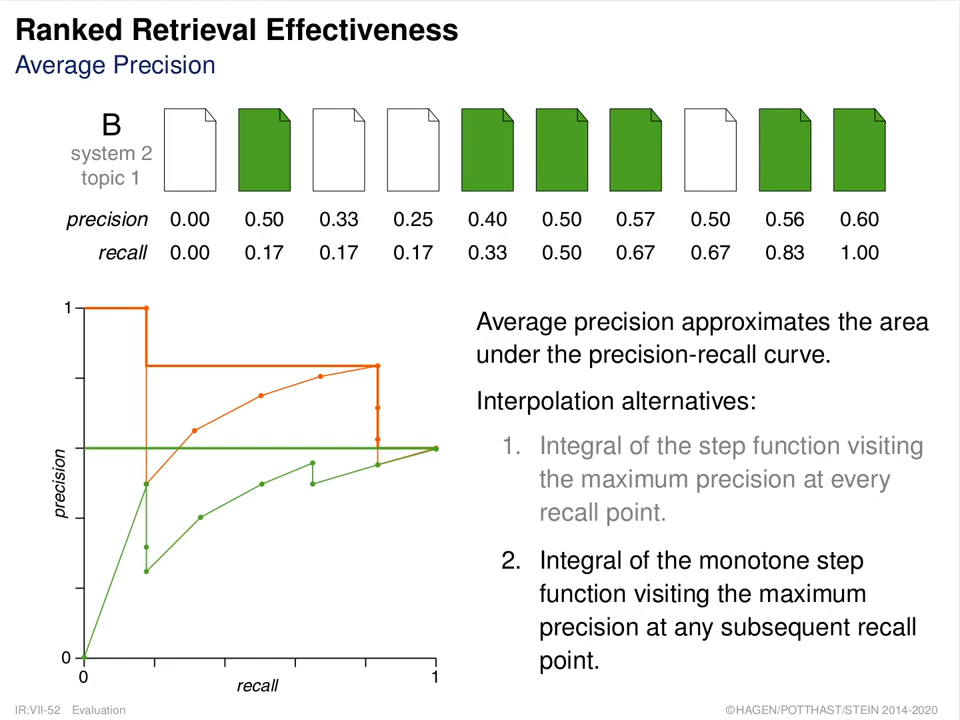 Ranked Retrieval Effectiveness
Average Precision
B
system 2
topic 1
precision 0.00 0.50 0.33 0.25 0.40 0.50 0.57 0.50 0.56 0.60
recall 0.00 0.17 0.17 0.17 0.33 0.50 0.67 0.67 0.83 1.00
1
precision
0
0
recall
1
Average precision approximates the area
under the precision-recall curve.
Interpolation alternatives:
1. Integral of the step function visiting
the maximum precision at every
recall point.
2. Integral of the monotone step
function visiting the maximum
precision at any subsequent recall
point.
IR:VII-52 Evaluation
©HAGEN/POTTHAST/STEIN 2014-2020